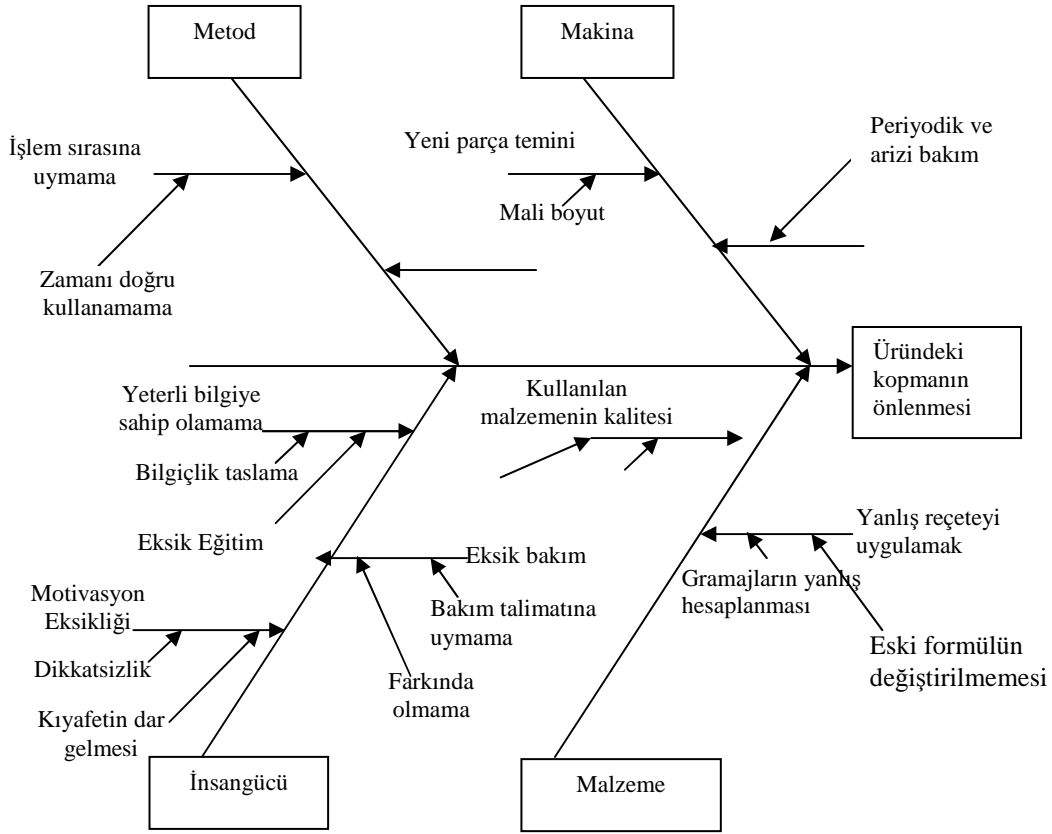 Metod
Makina
İşlem sırasına
uymama
Yeni parça temini
Periyodik ve
arizi bakım
Mali boyut
Zamanı doğru
kullanamama
Üründeki
kopmanın
önlenmesi
Yeterli bilgiye
sahip olamama
Kullanılan
malzemenin kalitesi
Bilgiçlik taslama
Eksik Eğitim
Eksik bakım
Yanlış reçeteyi
uygulamak
Gramajların yanlış
hesaplanması
Motivasyon
Eksikliği
Bakım talimatına
uymama
Eski formülün
değiştirilmemesi
Dikkatsizlik
Farkında
olmama
Kıyafetin dar
gelmesi
İnsangücü
Malzeme